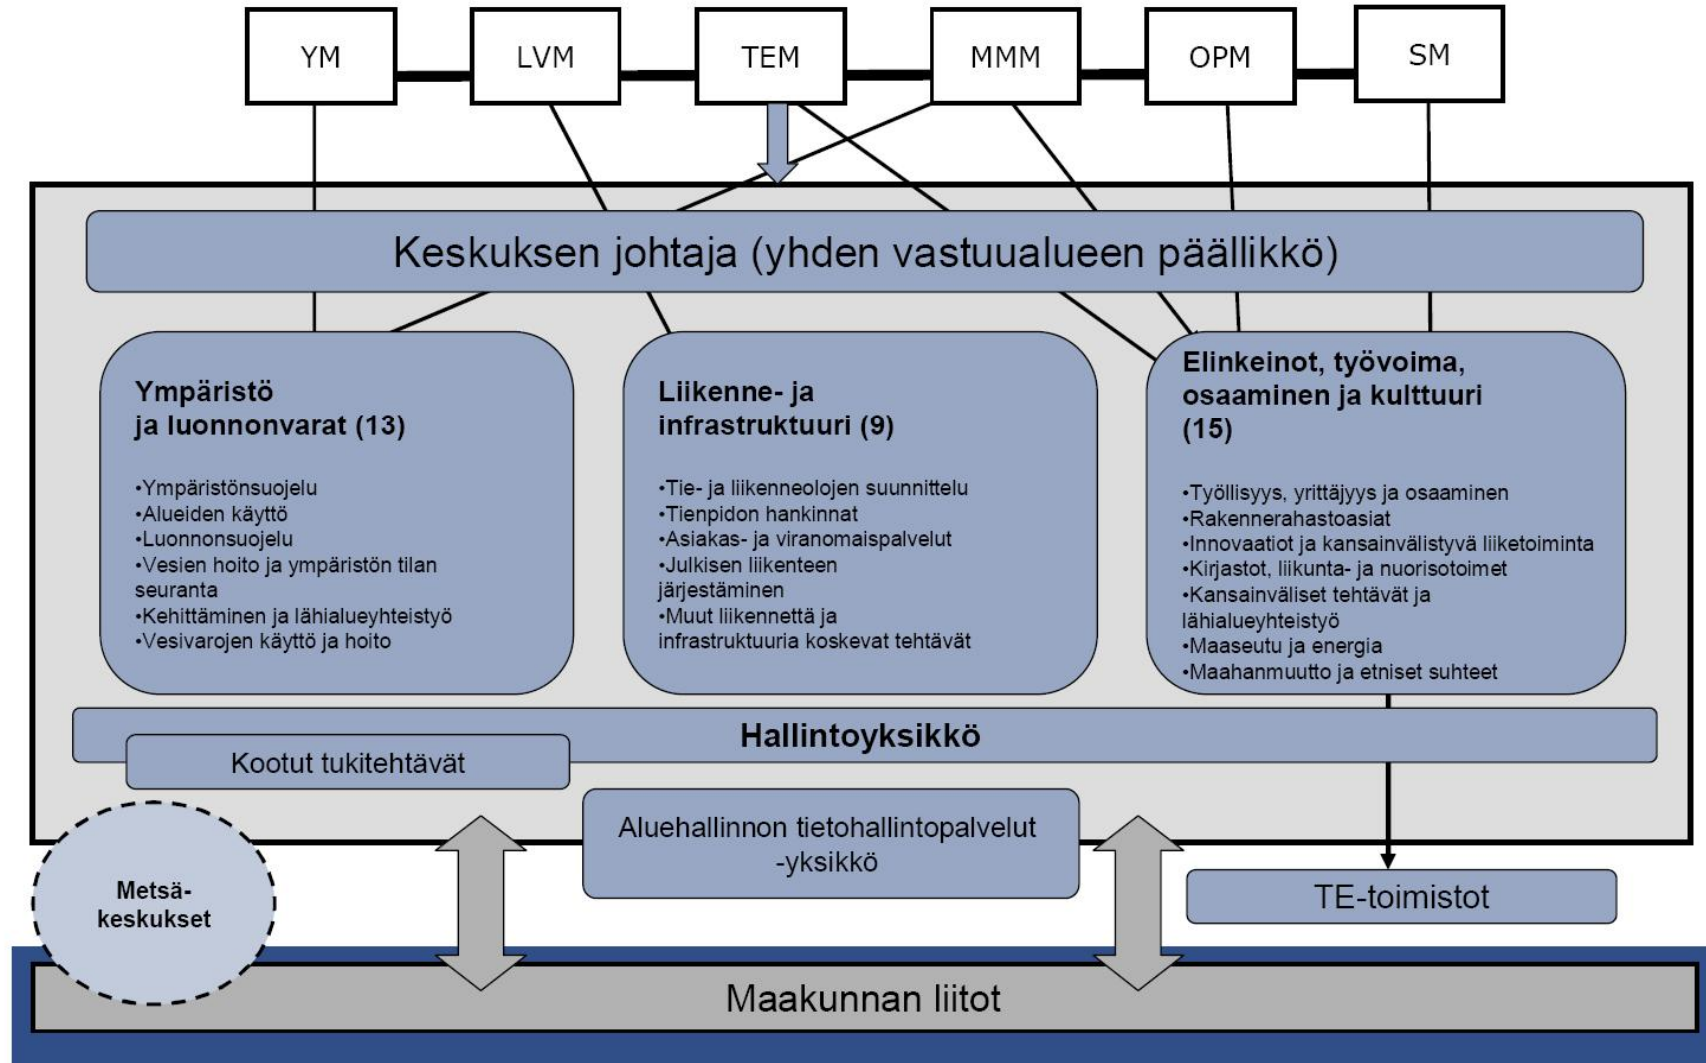 YM
LVM
TEM
MMM
OPM
SM
Keskuksen johtaja (yhden vastuualueen päällikkö)
Ympäristö
ja luonnonvarat (13)
•Ympäristönsuojelu
•Alueiden käyttö
•Luonnonsuojelu
•Vesien hoito ja ympäristön tilan
seuranta
•Kehittäminen ja lähialueyhteistyö
•Vesivarojen käyttö ja hoito
Liikenne- ja
infrastruktuuri (9)
•Tie- ja liikenneolojen suunnittelu
•Tienpidon hankinnat
•Asiakas- ja viranomaispalvelut
•Julkisen liikenteen
järjestäminen
•Muut liikennettä ja
infrastruktuuria koskevat tehtävät
Elinkeinot, työvoima,
osaaminen ja kulttuuri
(15)
•Työllisyys, yrittäjyys ja osaaminen
•Rakennerahastoasiat
•Innovaatiot ja kansainvälistyvä liiketoiminta
•Kirjastot, liikunta- ja nuorisotoimet
•Kansainväliset tehtävät ja
lähialueyhteistyö
•Maaseutu ja energia
•Maahanmuutto ja etniset suhteet
Hallintoyksikkö
Kootut tukitehtävät
Aluehallinnon tietohallintopalvelut
-yksikkö
Metsä-
keskukset
TE-toimistot
Maakunnan liitot